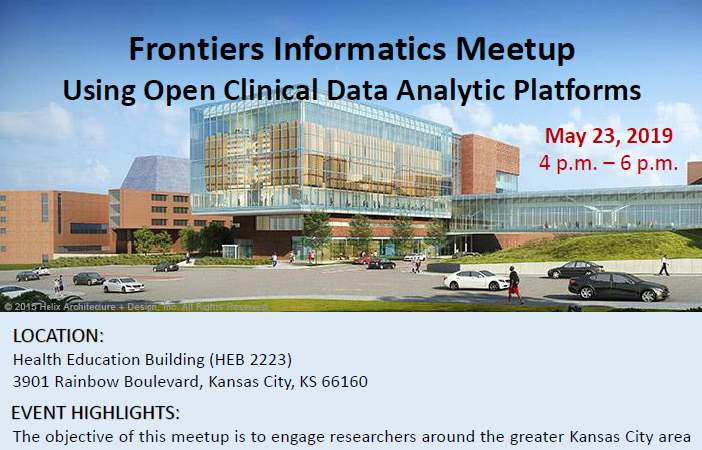 Frontiers Informatics Meetup
Using Open Clinical Data Analytic Platforms
May 23, 2019
4 p.m. – 6 p.m.
© 2015 Helix Architecture + Design, Inc. All Rights Reserved
LOCATION:
Health Education Building (HEB 2223)
3901 Rainbow Boulevard, Kansas City, KS 66160
EVENT HIGHLIGHTS:
The objective of this meetup is to engage researchers around the greater Kansas City area